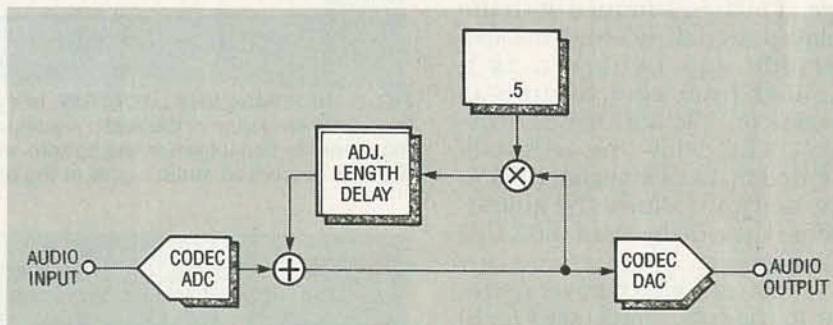 .5
ADJ.
LENGTH
DELAY
AUDIO
INPUT
CODEC
ADC
CODEC
DAC
AUDIO
OUTPUT